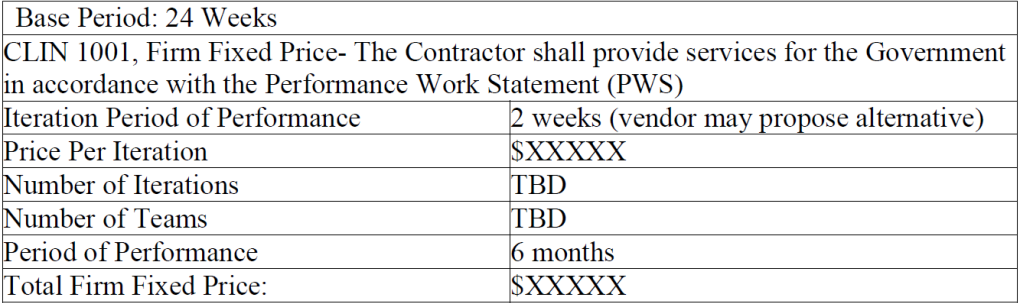 Base Period: 24 Weeks
CLIN 1001, Firm Fixed Price- The Contractor shall provide services for the Government
in accordance with the Performance Work Statement (PWS)
Iteration Period of Performance 2 weeks (vendor may propose alternative)
Price Per Iteration $XXXXX
Number of Iterations TBD
Number of Teams TBD
Period of Performance 6 months
Total Firm Fixed Price: $XXXXX